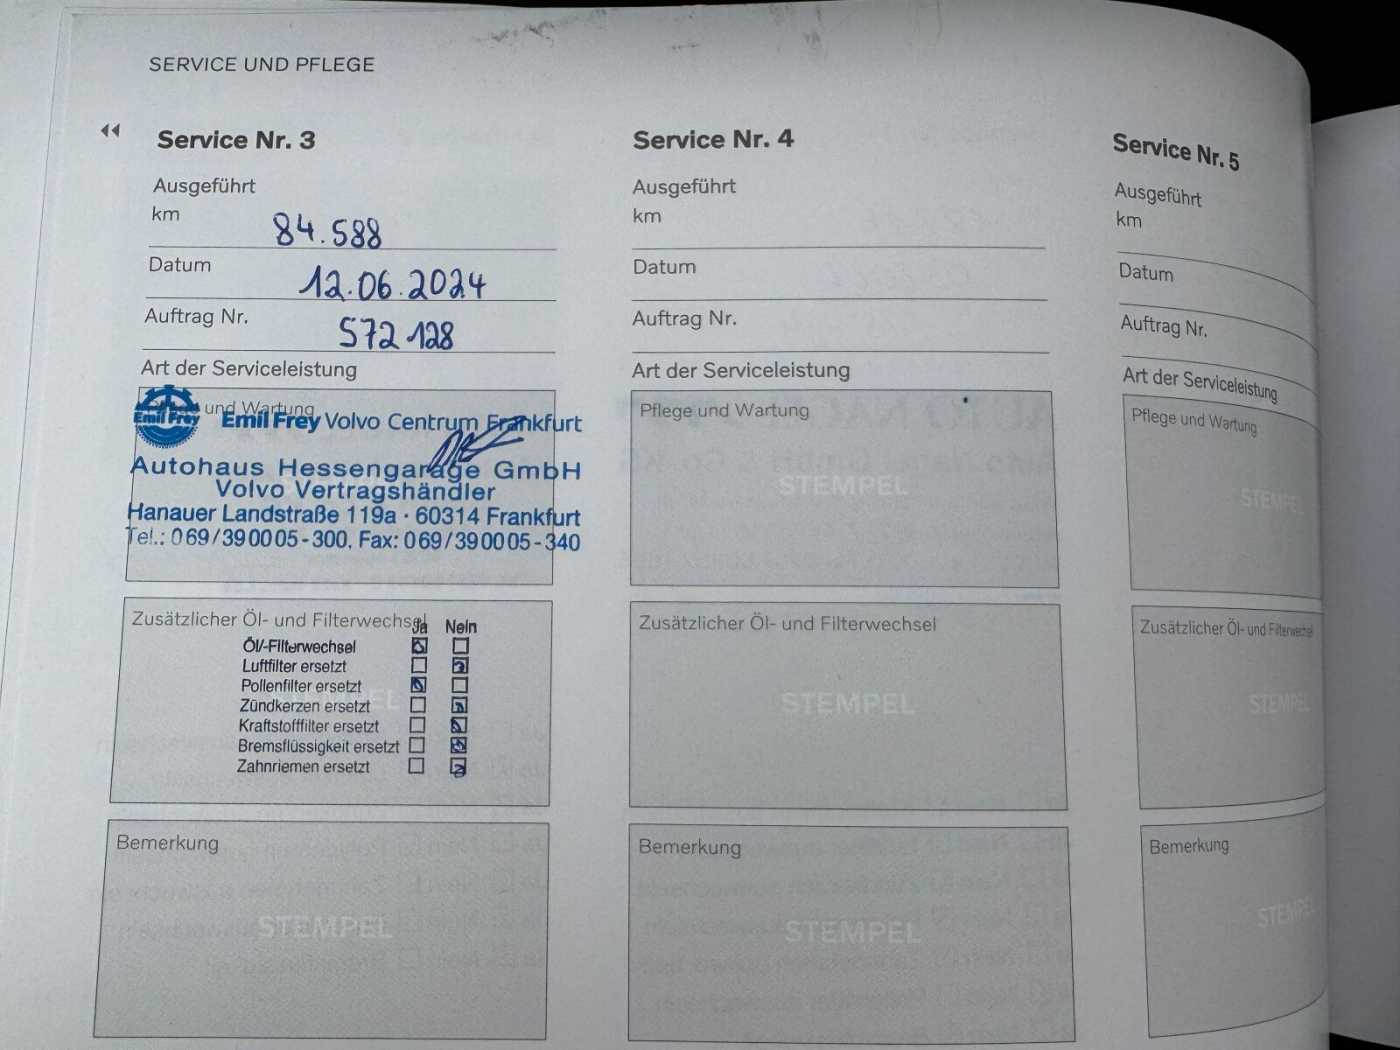 SERVICE UND PFLEGE
Service Nr. 3
Ausgeführt
km 84.588
Datum 12.06.2024
Auftrag Nr. 572 128
Art der Serviceleistung
und Wartung
Emil Frey
Emil Frey Volvo Centrum Frankfurt
Autohaus Hessengarage GmbH
Volvo Vertragshändler
Hanauer Landstraße 119a · 60314 Frankfurt
Tel.: 069/390005-300, Fax: 069/390005-340
Zusätzlicher Öl- und Filterwechsel
Ja Nein
Öl/-Filterwechsel
Luftfilter ersetzt
Pollenfilter ersetzt
Zündkerzen ersetzt
Kraftstofffilter ersetzt
Bremsflüssigkeit ersetzt
Zahnriemen ersetzt
STEMPEL
Bemerkung
STEMPEL
Service Nr. 4
Ausgeführt
km
Datum
Auftrag Nr.
Art der Serviceleistung
Pflege und Wartung
STEMPEL
Zusätzlicher Öl- und Filterwechsel
STEMPEL
Bemerkung
STEMPEL
Service Nr. 5
Ausgeführt
km
Datum
Auftrag Nr.
Art der Serviceleistung
Pflege und Wartung
STEMPEL
Zusätzlicher Öl- und Filterwechsel
STEMPEL
Bemerkung
STEMPEL